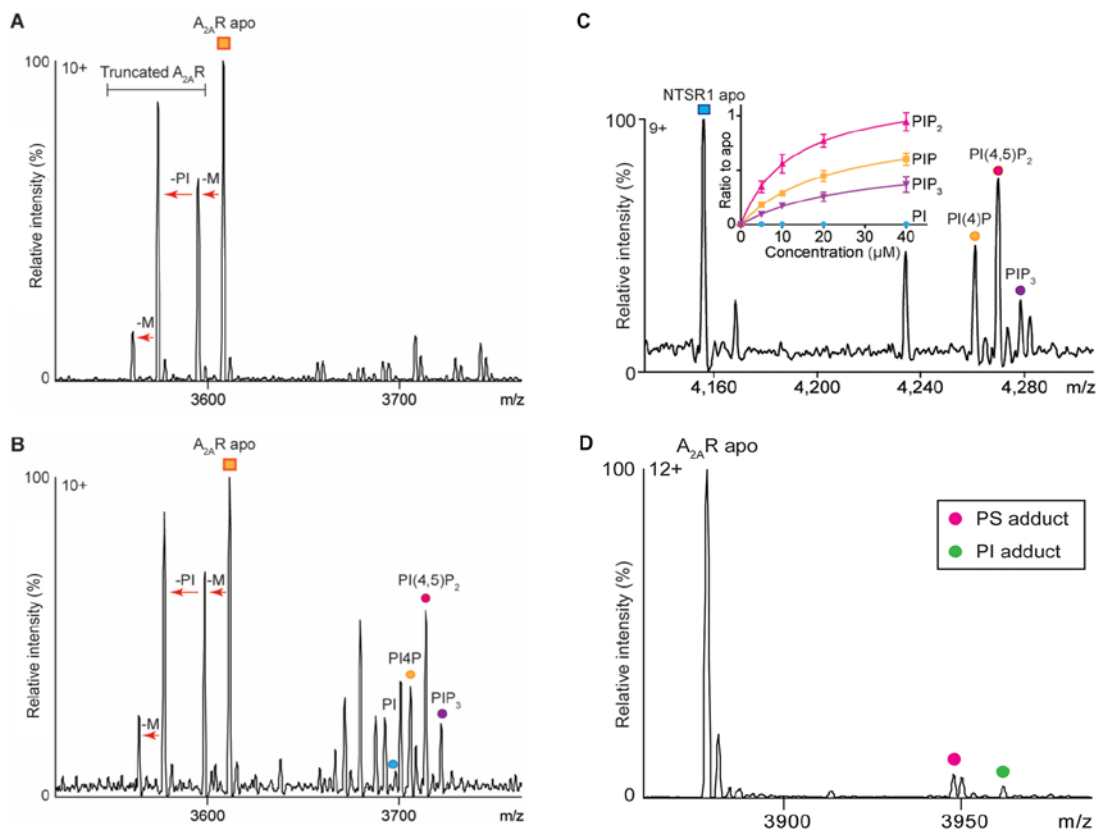 A
A2AR apo
100
10+
Truncated A2AR
-PI
-M
-M
Relative intensity (%)
0
3600
3700
m/z
B
A2AR apo
100
10+
-PI
-M
-M
PI(4,5)P2
PI4P
PI
PIP3
Relative intensity (%)
0
3600
3700
m/z
C
NTSR1 apo
100
9+
1
Ratio to apo
0
PIP2
PIP
PIP3
PI
0 10 20 30 40
Concentration (µM)
PI(4,5)P2
PI(4)P
PIP3
Relative intensity (%)
0
4,160
4,200
4,240
4,280
m/z
D
A2AR apo
100
12+
PS adduct
PI adduct
Relative intensity (%)
0
3900
3950
m/z